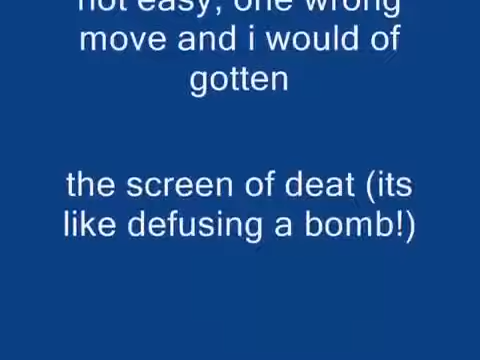 not easy, one wrong
move and i would of
gotten
the screen of deat (its
like defusing a bomb!)